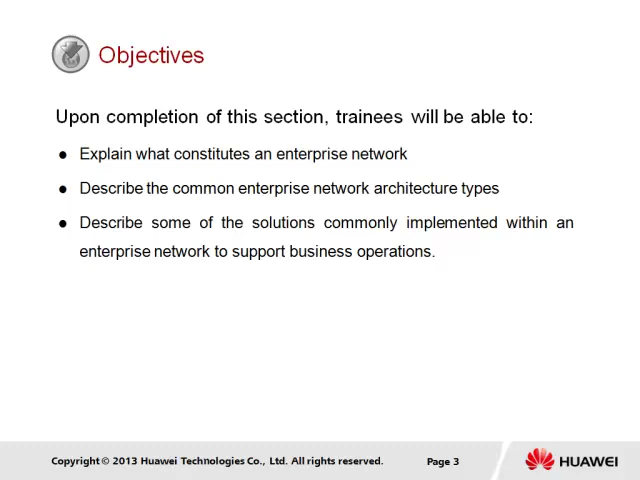 Objectives
Upon completion of this section, trainees will be able to:
● Explain what constitutes an enterprise network
● Describe the common enterprise network architecture types
● Describe some of the solutions commonly implemented within an
enterprise network to support business operations.
Copyright © 2013 Huawei Technologies Co., Ltd. All rights reserved.
Page 3
HUAWEI